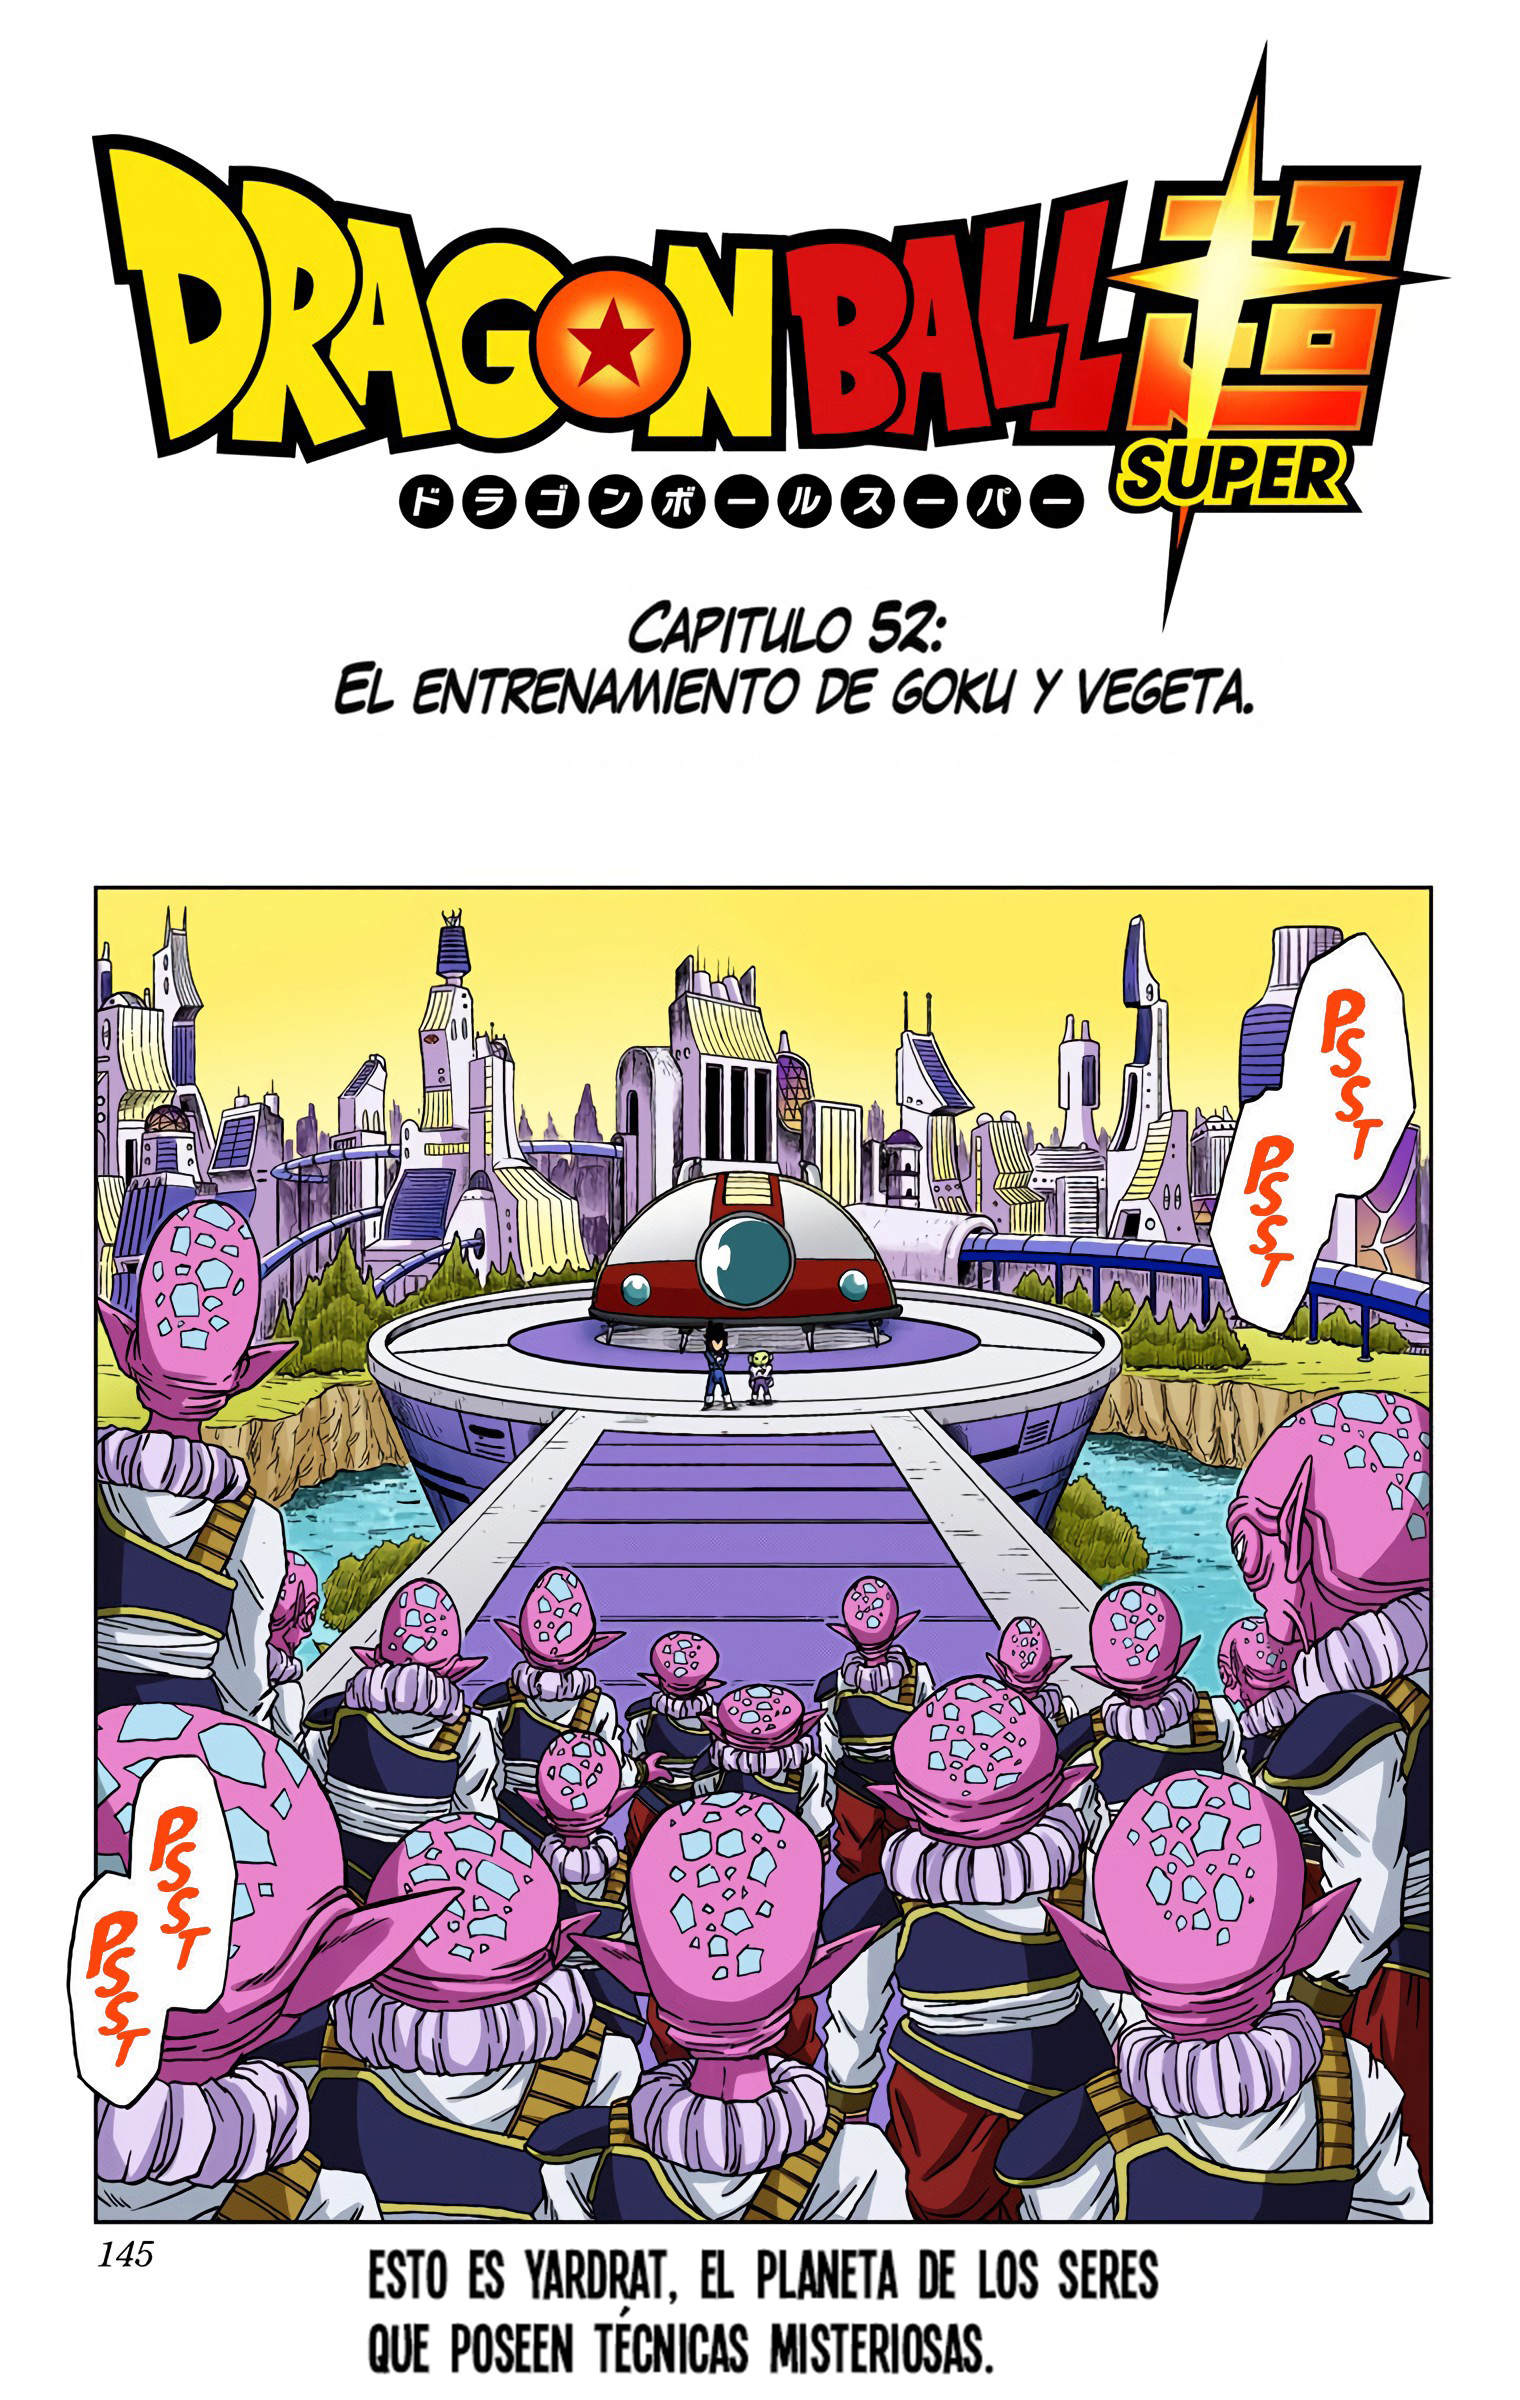 DRAGON BALL 超
SUPER
ドラゴンボールスーパー
CAPITULO 52:
EL ENTRENAMIENTO DE GOKU Y VEGETA.
PSST
PSST
PSST
PSST
145
ESTO ES YARDRAT, EL PLANETA DE LOS SERES
QUE POSEEN TÉCNICAS MISTERIOSAS.